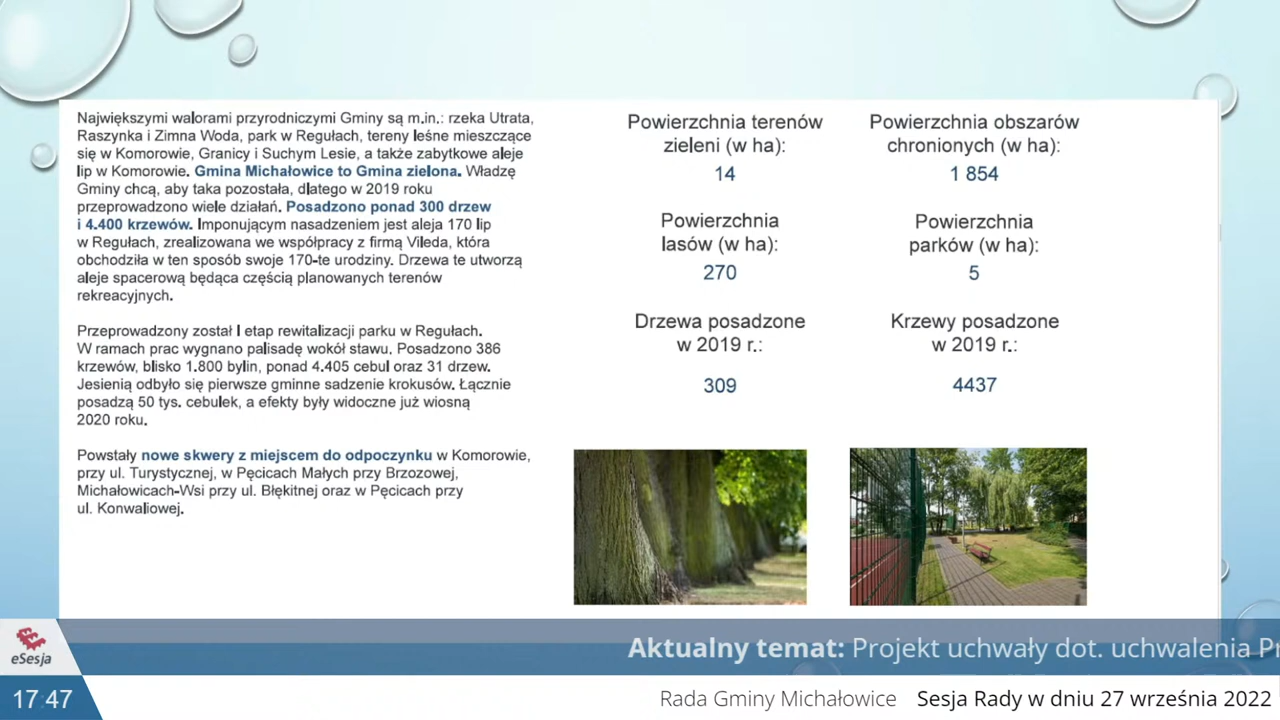 Największymi walorami przyrodniczymi Gminy są m.in.: rzeka Utrata,
Raszynka i Zimna Woda, park w Regułach, tereny leśne mieszczące
się w Komorowie, Granicy i Suchym Lesie, a także zabytkowe aleje
lip w Komorowie. Gmina Michałowice to Gmina zielona. Władzę
Gminy chcą, aby taka pozostała, dlatego w 2019 roku
przeprowadzono wiele działań. Posadzono ponad 300 drzew
i 4.400 krzewów. Imponującym nasadzeniem jest aleja 170 lip
w Regułach, zrealizowana we współpracy z firmą Vileda, która
obchodziła w ten sposób swoje 170-te urodziny. Drzewa te utworzą
aleje spacerową będąca częścią planowanych terenów
rekreacyjnych.
Przeprowadzony został I etap rewitalizacji parku w Regułach.
W ramach prac wygnano palisadę wokół stawu. Posadzono 386
krzewów, blisko 1.800 bylin, ponad 4.405 cebul oraz 31 drzew.
Jesienią odbyło się pierwsze gminne sadzenie krokusów. Łącznie
posadzą 50 tys. cebulek, a efekty były widoczne już wiosną
2020 roku.
Powstały nowe skwery z miejscem do odpoczynku w Komorowie,
przy ul. Turystycznej, w Pęcicach Małych przy Brzozowej,
Michałowicach-Wsi przy ul. Błękitnej oraz w Pęcicach przy
ul. Konwaliowej.
Powierzchnia terenów
zieleni (w ha):
14
Powierzchnia obszarów
chronionych (w ha):
1 854
Powierzchnia
lasów (w ha):
270
Powierzchnia
parków (w ha):
5
Drzewa posadzone
w 2019 r.:
309
Krzewy posadzone
w 2019 r.:
4437
Aktualny temat: Projekt uchwały dot. uchwalenia Pr
eSesja
17:47
Rada Gminy Michałowice Sesja Rady w dniu 27 września 2022